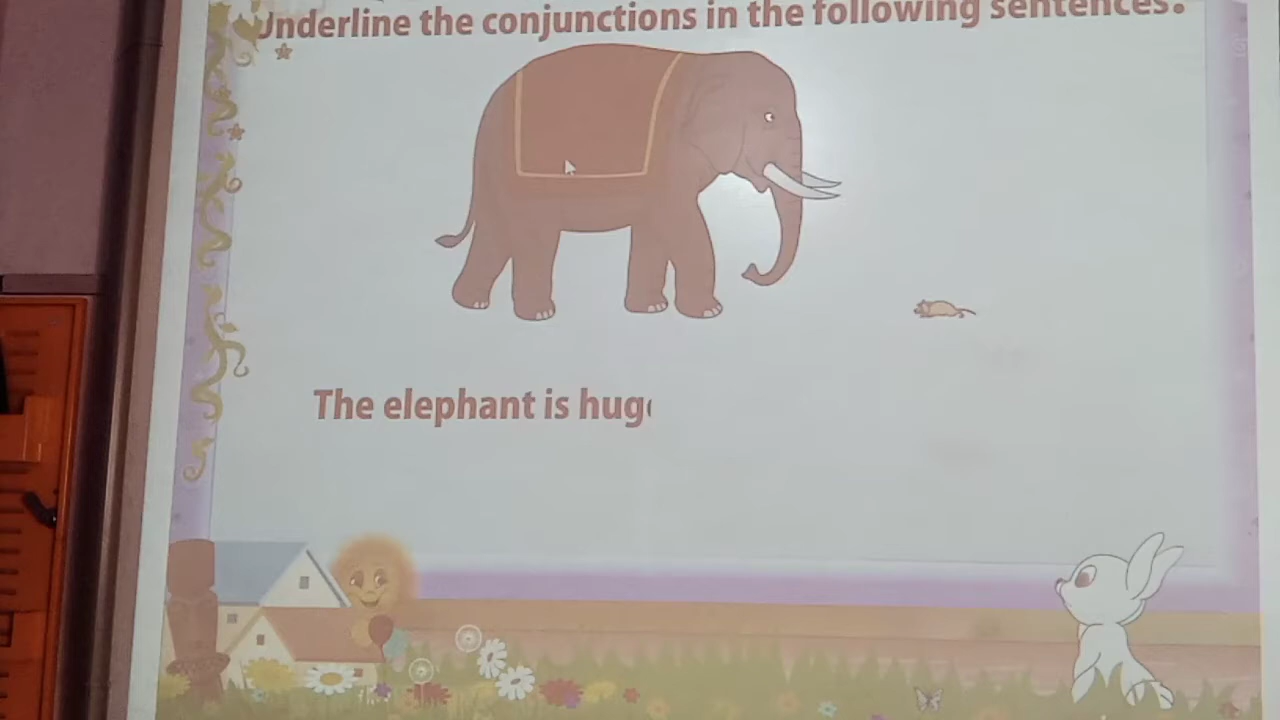 Underline the conjunctions in the following sentences.
The elephant is hug